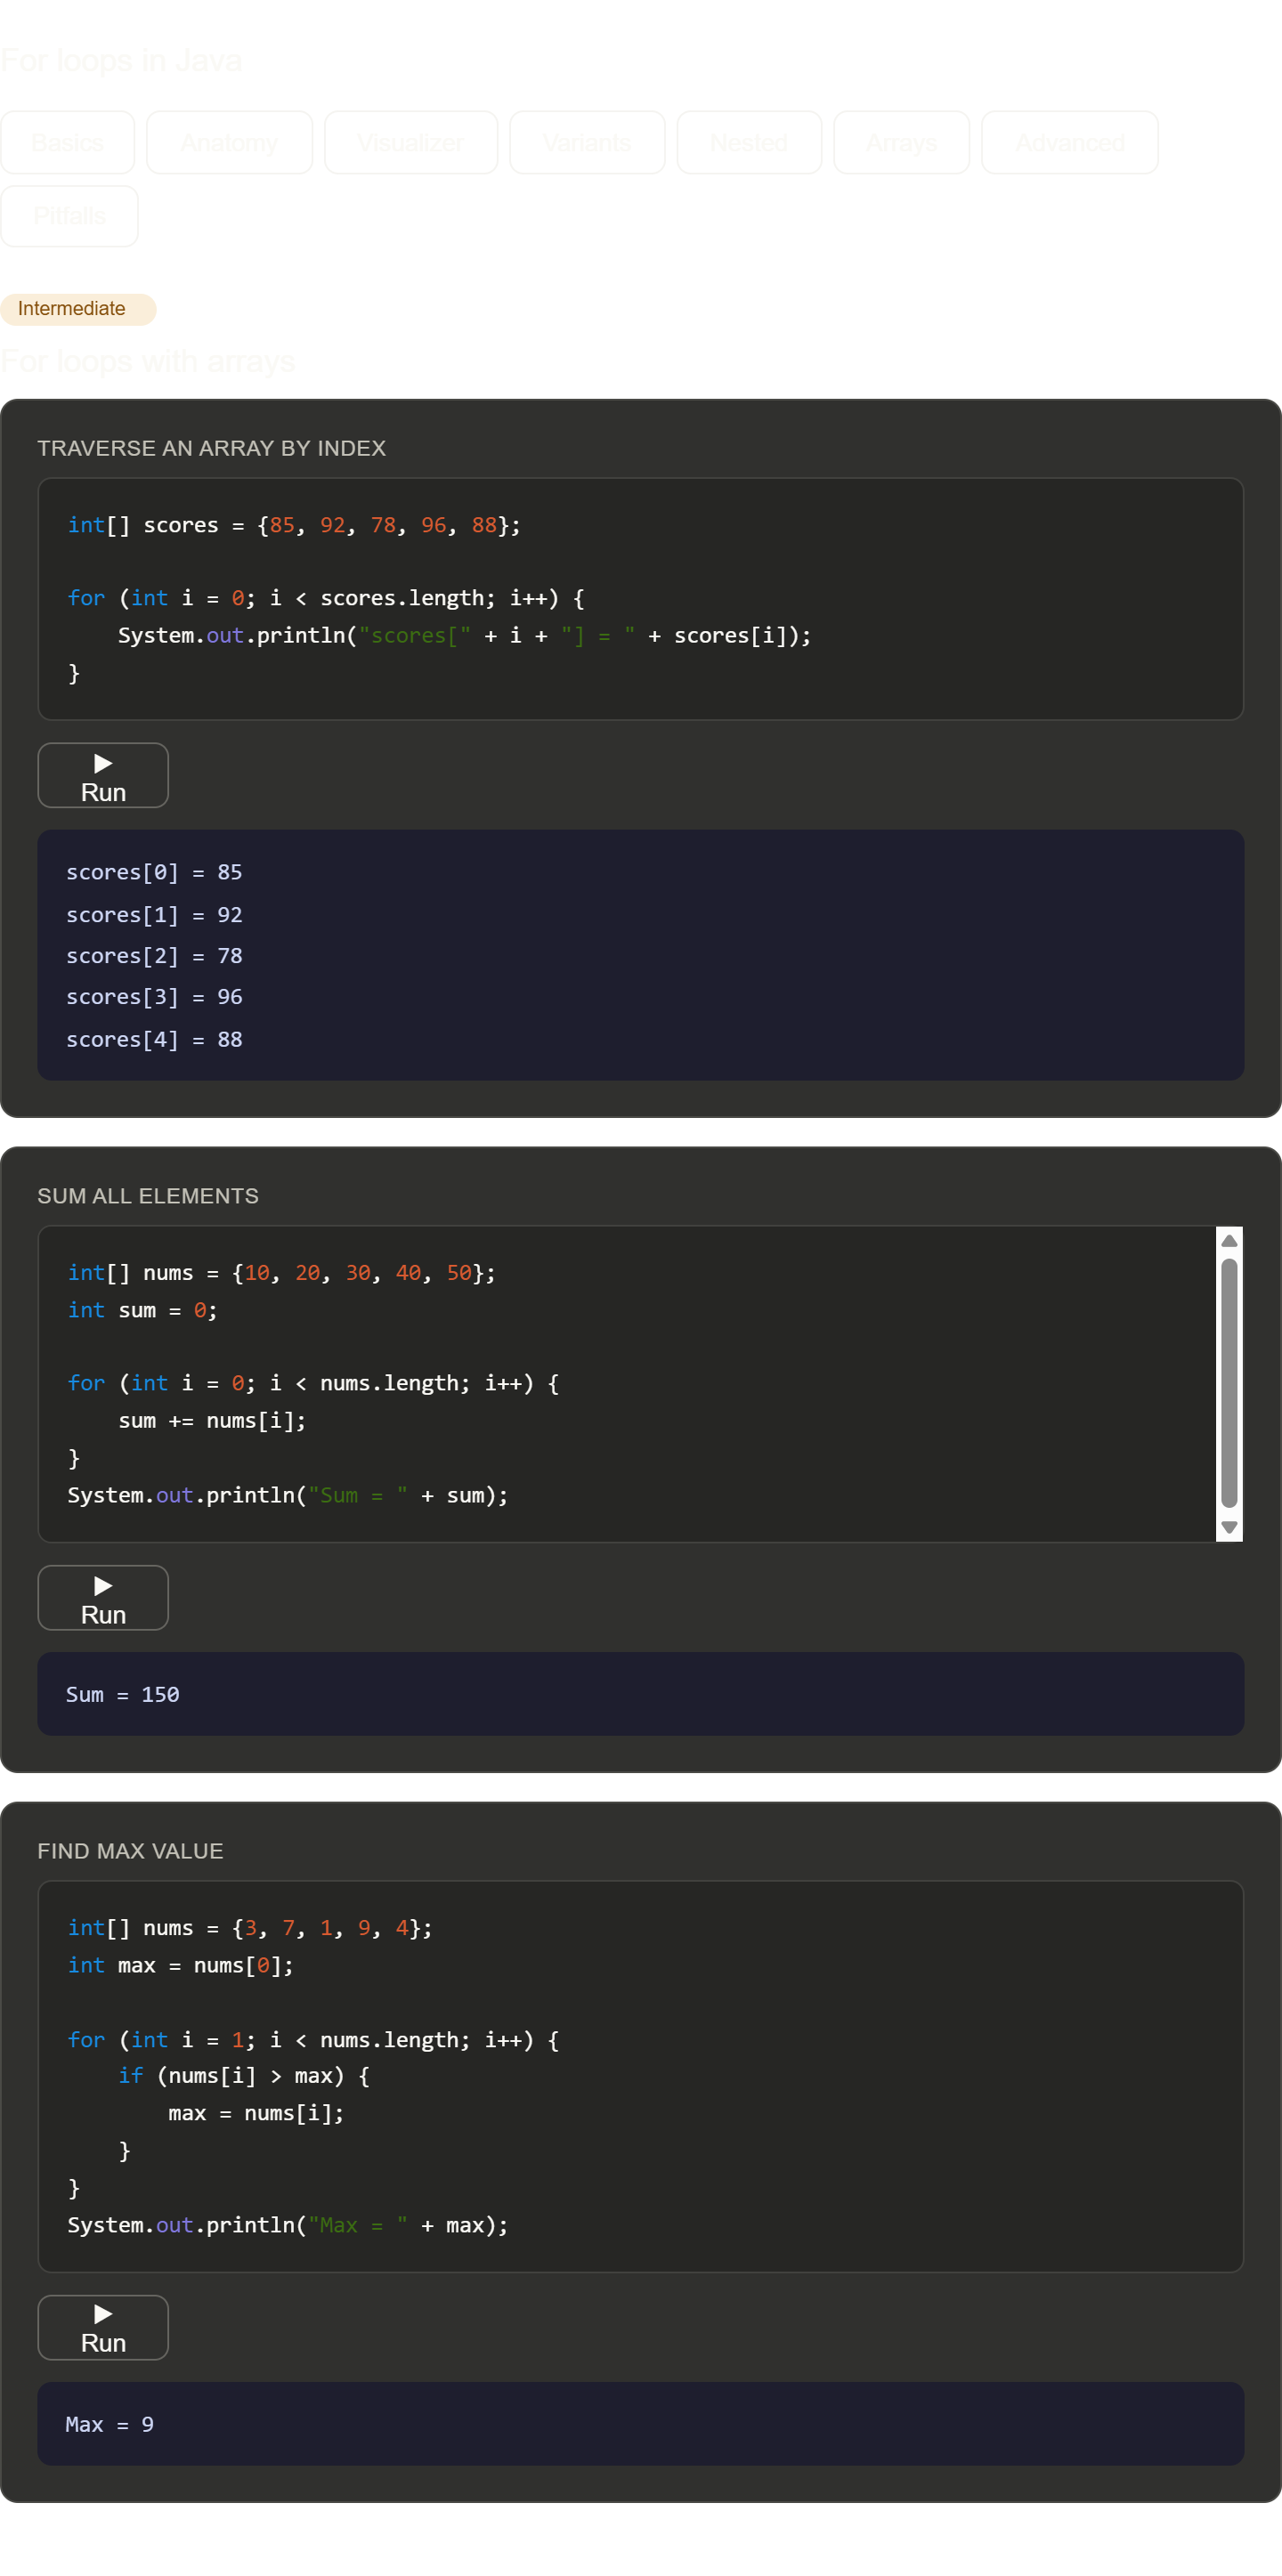 For loops in Java
Basics Anatomy Visualizer Variants Nested Arrays Advanced
Pitfalls
Intermediate
For loops with arrays
TRAVERSE AN ARRAY BY INDEX
int[] scores = {85, 92, 78, 96, 88};
for (int i = 0; i < scores.length; i++) {
    System.out.println("scores[" + i + "] = " + scores[i]);
}
▶
Run
scores[0] = 85
scores[1] = 92
scores[2] = 78
scores[3] = 96
scores[4] = 88
SUM ALL ELEMENTS
int[] nums = {10, 20, 30, 40, 50};
int sum = 0;
for (int i = 0; i < nums.length; i++) {
    sum += nums[i];
}
System.out.println("Sum = " + sum);
▶
Run
Sum = 150
FIND MAX VALUE
int[] nums = {3, 7, 1, 9, 4};
int max = nums[0];
for (int i = 1; i < nums.length; i++) {
    if (nums[i] > max) {
        max = nums[i];
    }
}
System.out.println("Max = " + max);
▶
Run
Max = 9